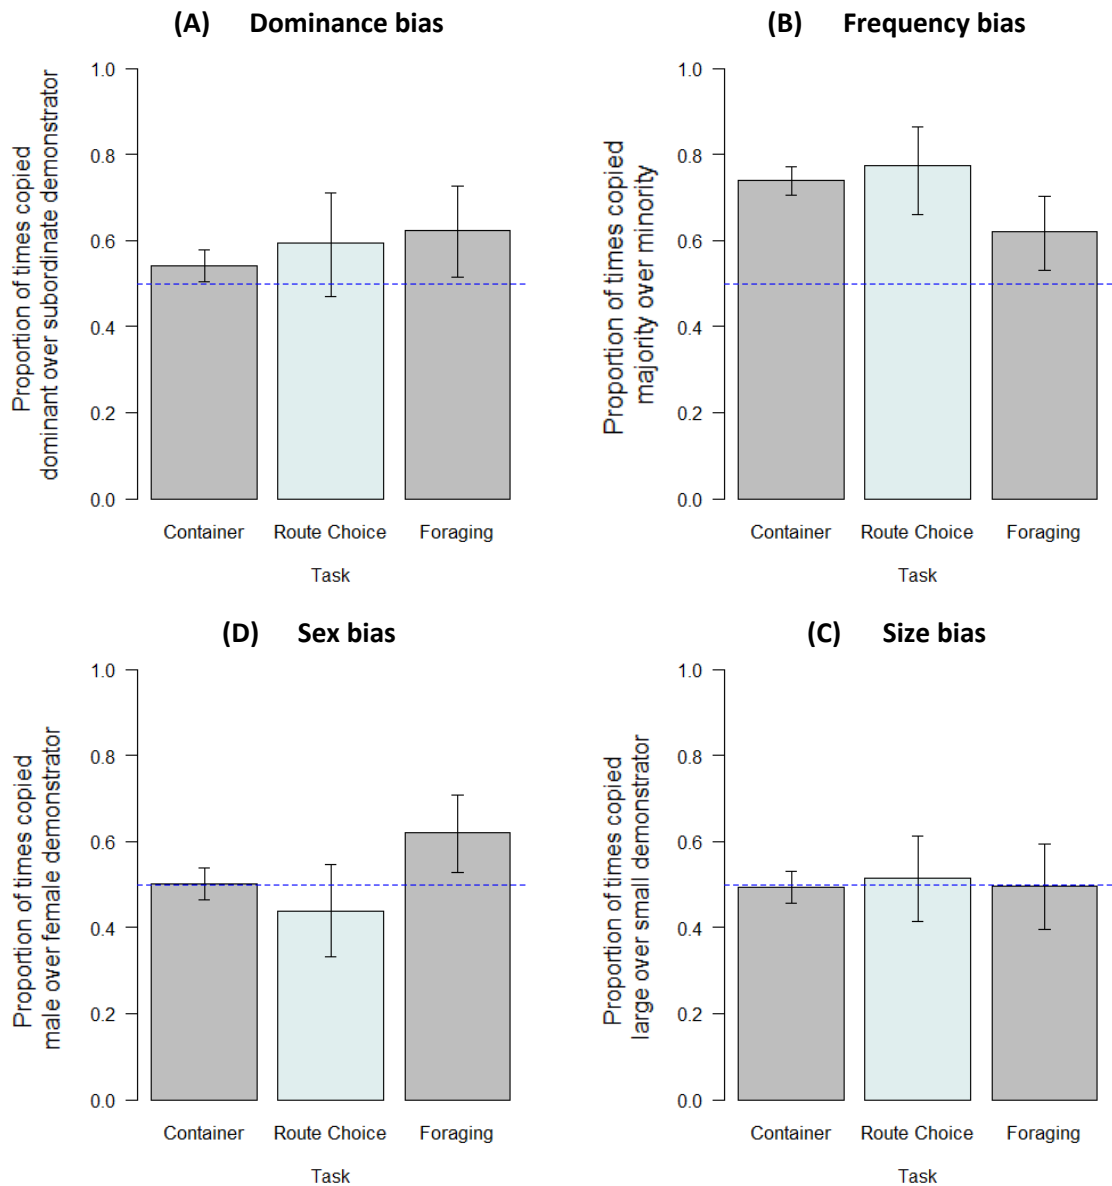 (A) Dominance bias
Proportion of times copied
dominant over subordinate demonstrator
1.0
0.8
0.6
0.4
0.2
0.0
Container Route Choice Foraging
Task
(B) Frequency bias
Proportion of times copied
majority over minority
1.0
0.8
0.6
0.4
0.2
0.0
Container Route Choice Foraging
Task
(D) Sex bias
Proportion of times copied
male over female demonstrator
1.0
0.8
0.6
0.4
0.2
0.0
Container Route Choice Foraging
Task
(C) Size bias
Proportion of times copied
large over small demonstrator
1.0
0.8
0.6
0.4
0.2
0.0
Container Route Choice Foraging
Task